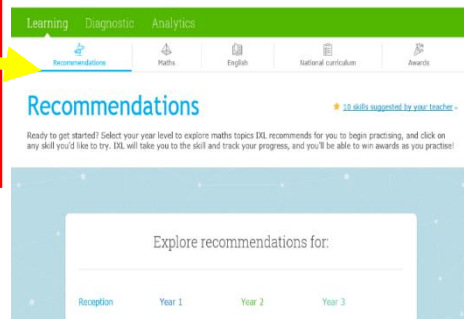 Learning Diagnostic Analytics
Recommendations Maths English National curriculum Awards
Recommendations
10 skills suggested by your teacher »
Ready to get started? Select your year level to explore maths topics IXL recommends for you to begin practising, and click on
any skill you'd like to try. IXL will take you to the skill and track your progress, and you'll be able to win awards as you practise!
Explore recommendations for:
Reception Year 1 Year 2 Year 3